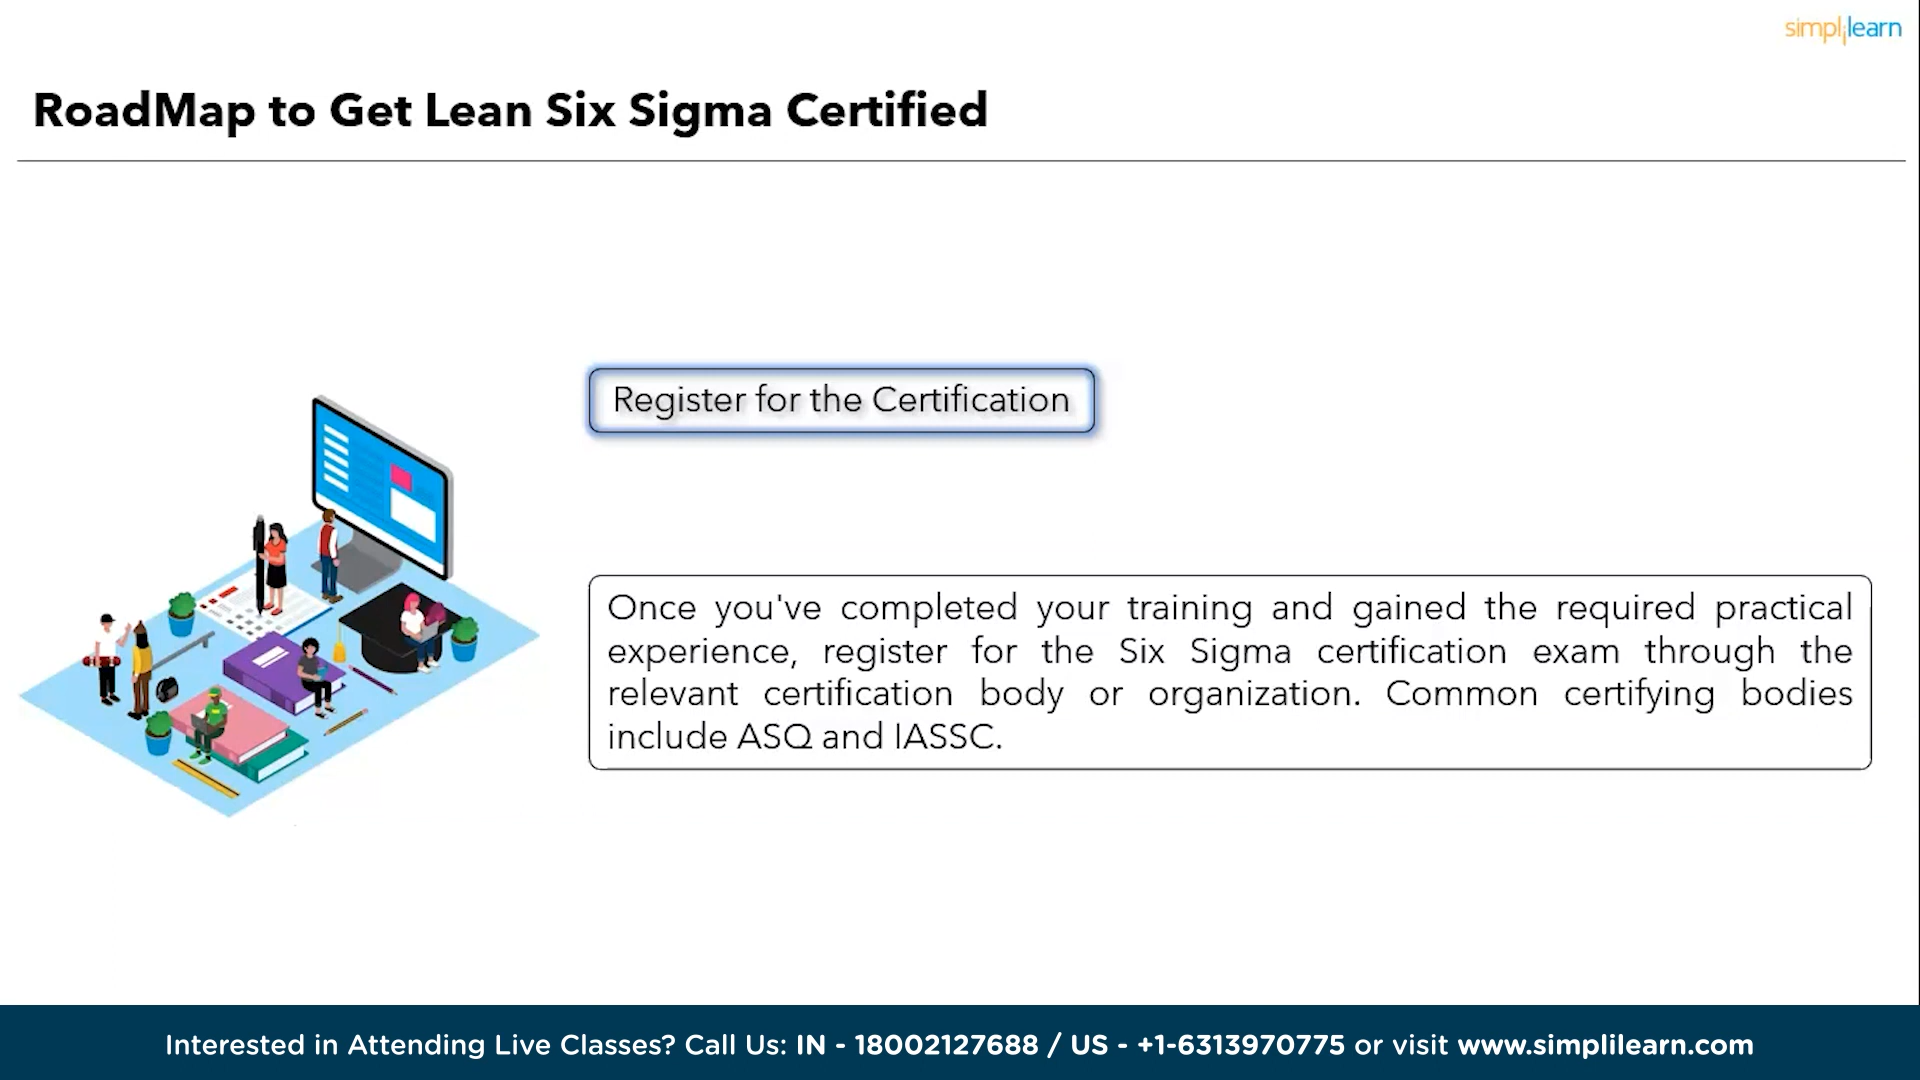 simplilearn
RoadMap to Get Lean Six Sigma Certified
Register for the Certification
Once you've completed your training and gained the required practical
experience, register for the Six Sigma certification exam through the
relevant certification body or organization. Common certifying bodies
include ASQ and IASSC.
Interested in Attending Live Classes? Call Us: IN - 18002127688 / US - +1-6313970775 or visit www.simplilearn.com